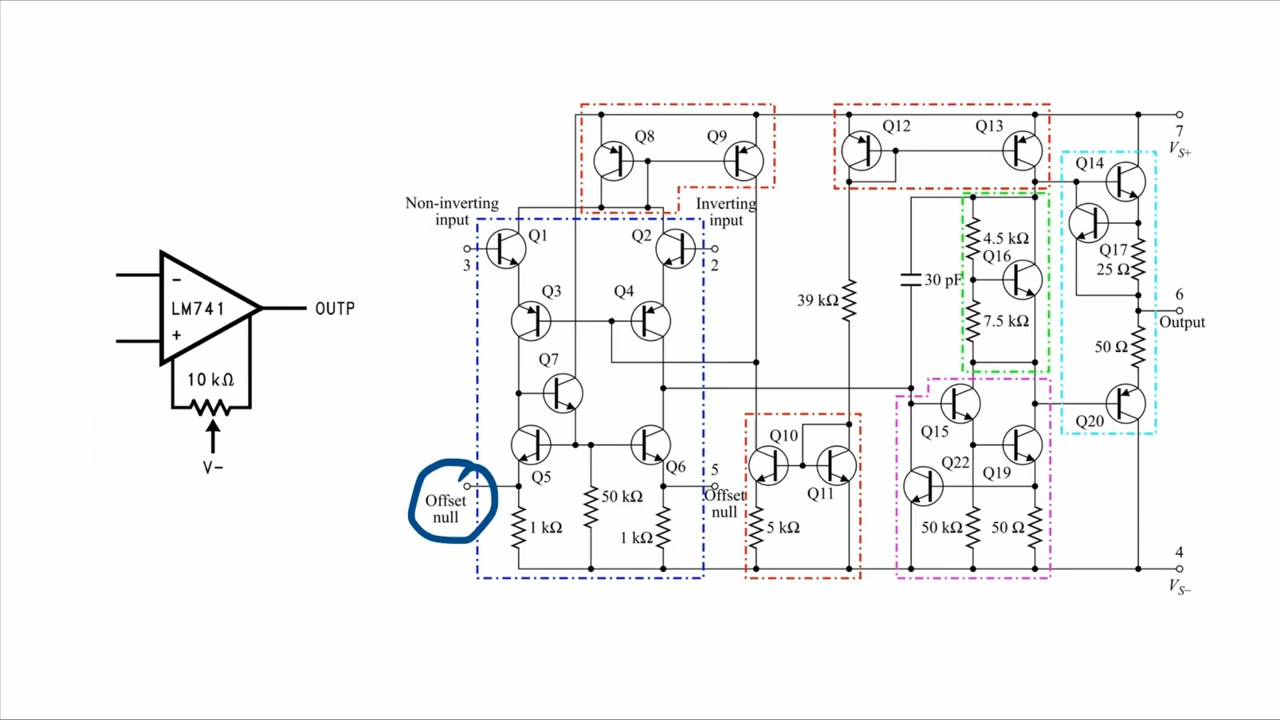 −
LM741
+
OUTP
10 kΩ
V−
Non-inverting
input
3
Inverting
input
2
Q8
Q9
Q12
Q13
7
V_S+
Q14
Q1
Q2
Q3
Q4
4.5 kΩ
Q16
7.5 kΩ
30 pF
39 kΩ
Q17
25 Ω
6
Output
50 Ω
Q20
Q7
Q5
Q6
Q10
Q11
Q15
Q22
Q19
Offset
null
5
Offset
null
1 kΩ
50 kΩ
1 kΩ
5 kΩ
50 kΩ
50 Ω
4
V_S−